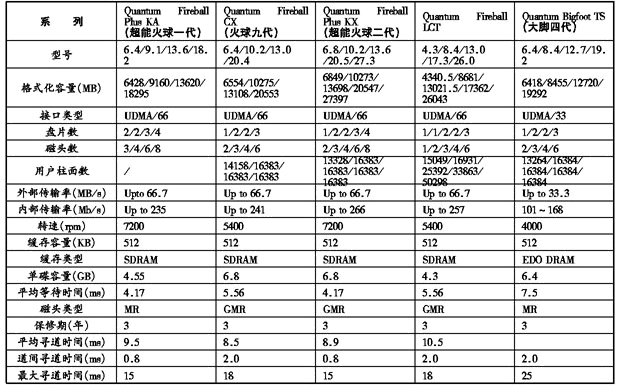 系 列 Quantum Fireball Plus KA (超能火球一代) Quantum Fireball CX (火球九代) Quantum Fireball Plus KX (超能火球二代) Quantum Fireball LCT Quantum Bigfoot TS (大脚四代)
型号 6.4/9.1/13.6/18.2 6.4/10.2/13.0/20.4 6.8/10.2/13.6/20.5/27.3 4.3/8.4/13.0/17.3/26.0 6.4/8.4/12.7/19.2
格式化容量(MB) 6428/9160/13620/18295 6554/10275/13108/20553 6849/10273/13698/20547/27397 4340.5/8681/13021.5/17362/26043 6418/8455/12720/19292
接口类型 UDMA/66 UDMA/66 UDMA/66 UDMA/66 UDMA/33
盘片数 2/2/3/4 1/2/2/3 1/2/2/3/4 1/1/2/2/3 1/2/2/3
磁头数 3/4/6/8 2/3/4/6 2/3/4/6/8 1/2/3/4/6 2/3/4/6
用户柱面数 / 14158/16383/16383/16383 13328/16383/16383/16383/16383 15049/16931/25392/33863/50298 13264/16384/16384/16384/16384
外部传输率(MB/s) Upto 66.7 Up to 66.7 Up to 66.7 Up to 66.7 Up to 33.3
内部传输率(Mb/s) Up to 235 Up to 241 Up to 266 Up to 257 101~168
转速(rpm) 7200 5400 7200 5400 4000
缓存容量(KB) 512 512 512 512 512
缓存类型 SDRAM SDRAM SDRAM SDRAM EDO DRAM
单碟容量(GB) 4.55 6.8 6.8 4.3 6.4
平均等待时间(ms) 4.17 5.56 4.17 5.56 7.5
磁头类型 MR GMR GMR GMR MR
保修期(年) 3 3 3 3 3
平均寻道时间(ms) 9.5 8.5 8.9 10.5
道间寻道时间(ms) 0.8 2.0 0.8 2.0 2.0
最大寻道时间(ms) 15 18 15 18 25